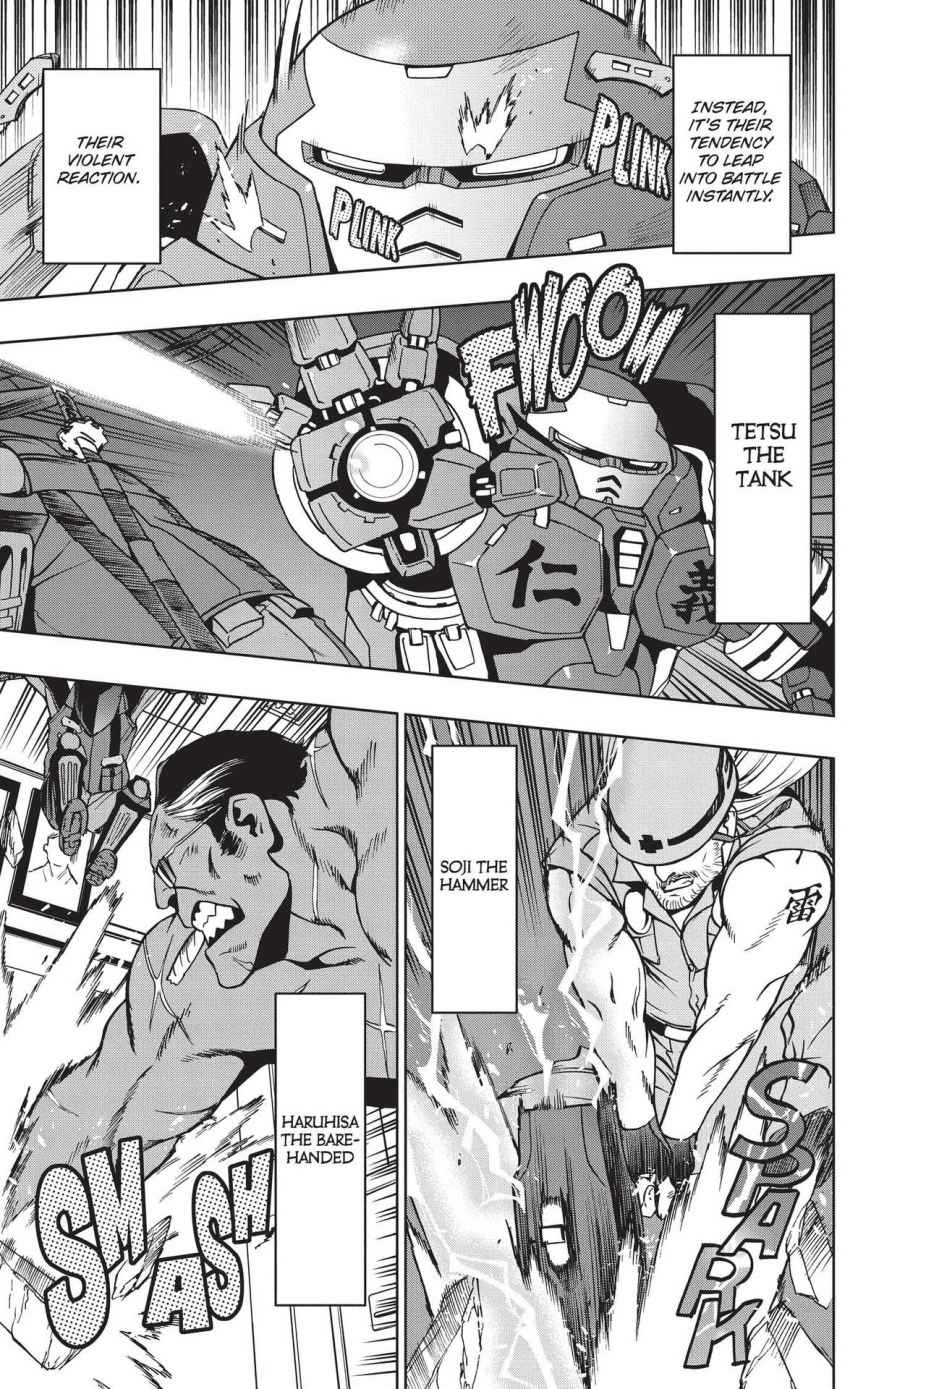 INSTEAD,
IT'S THEIR
TENDENCY
TO LEAP
INTO BATTLE
INSTANTLY.
PLINK
PLINK
THEIR
VIOLENT
REACTION.
TETSU
THE
TANK
FWOOM
義
仁
SOJI THE
HAMMER
雷
SPARK
HARUHISA
THE BARE-
HANDED
SMASH